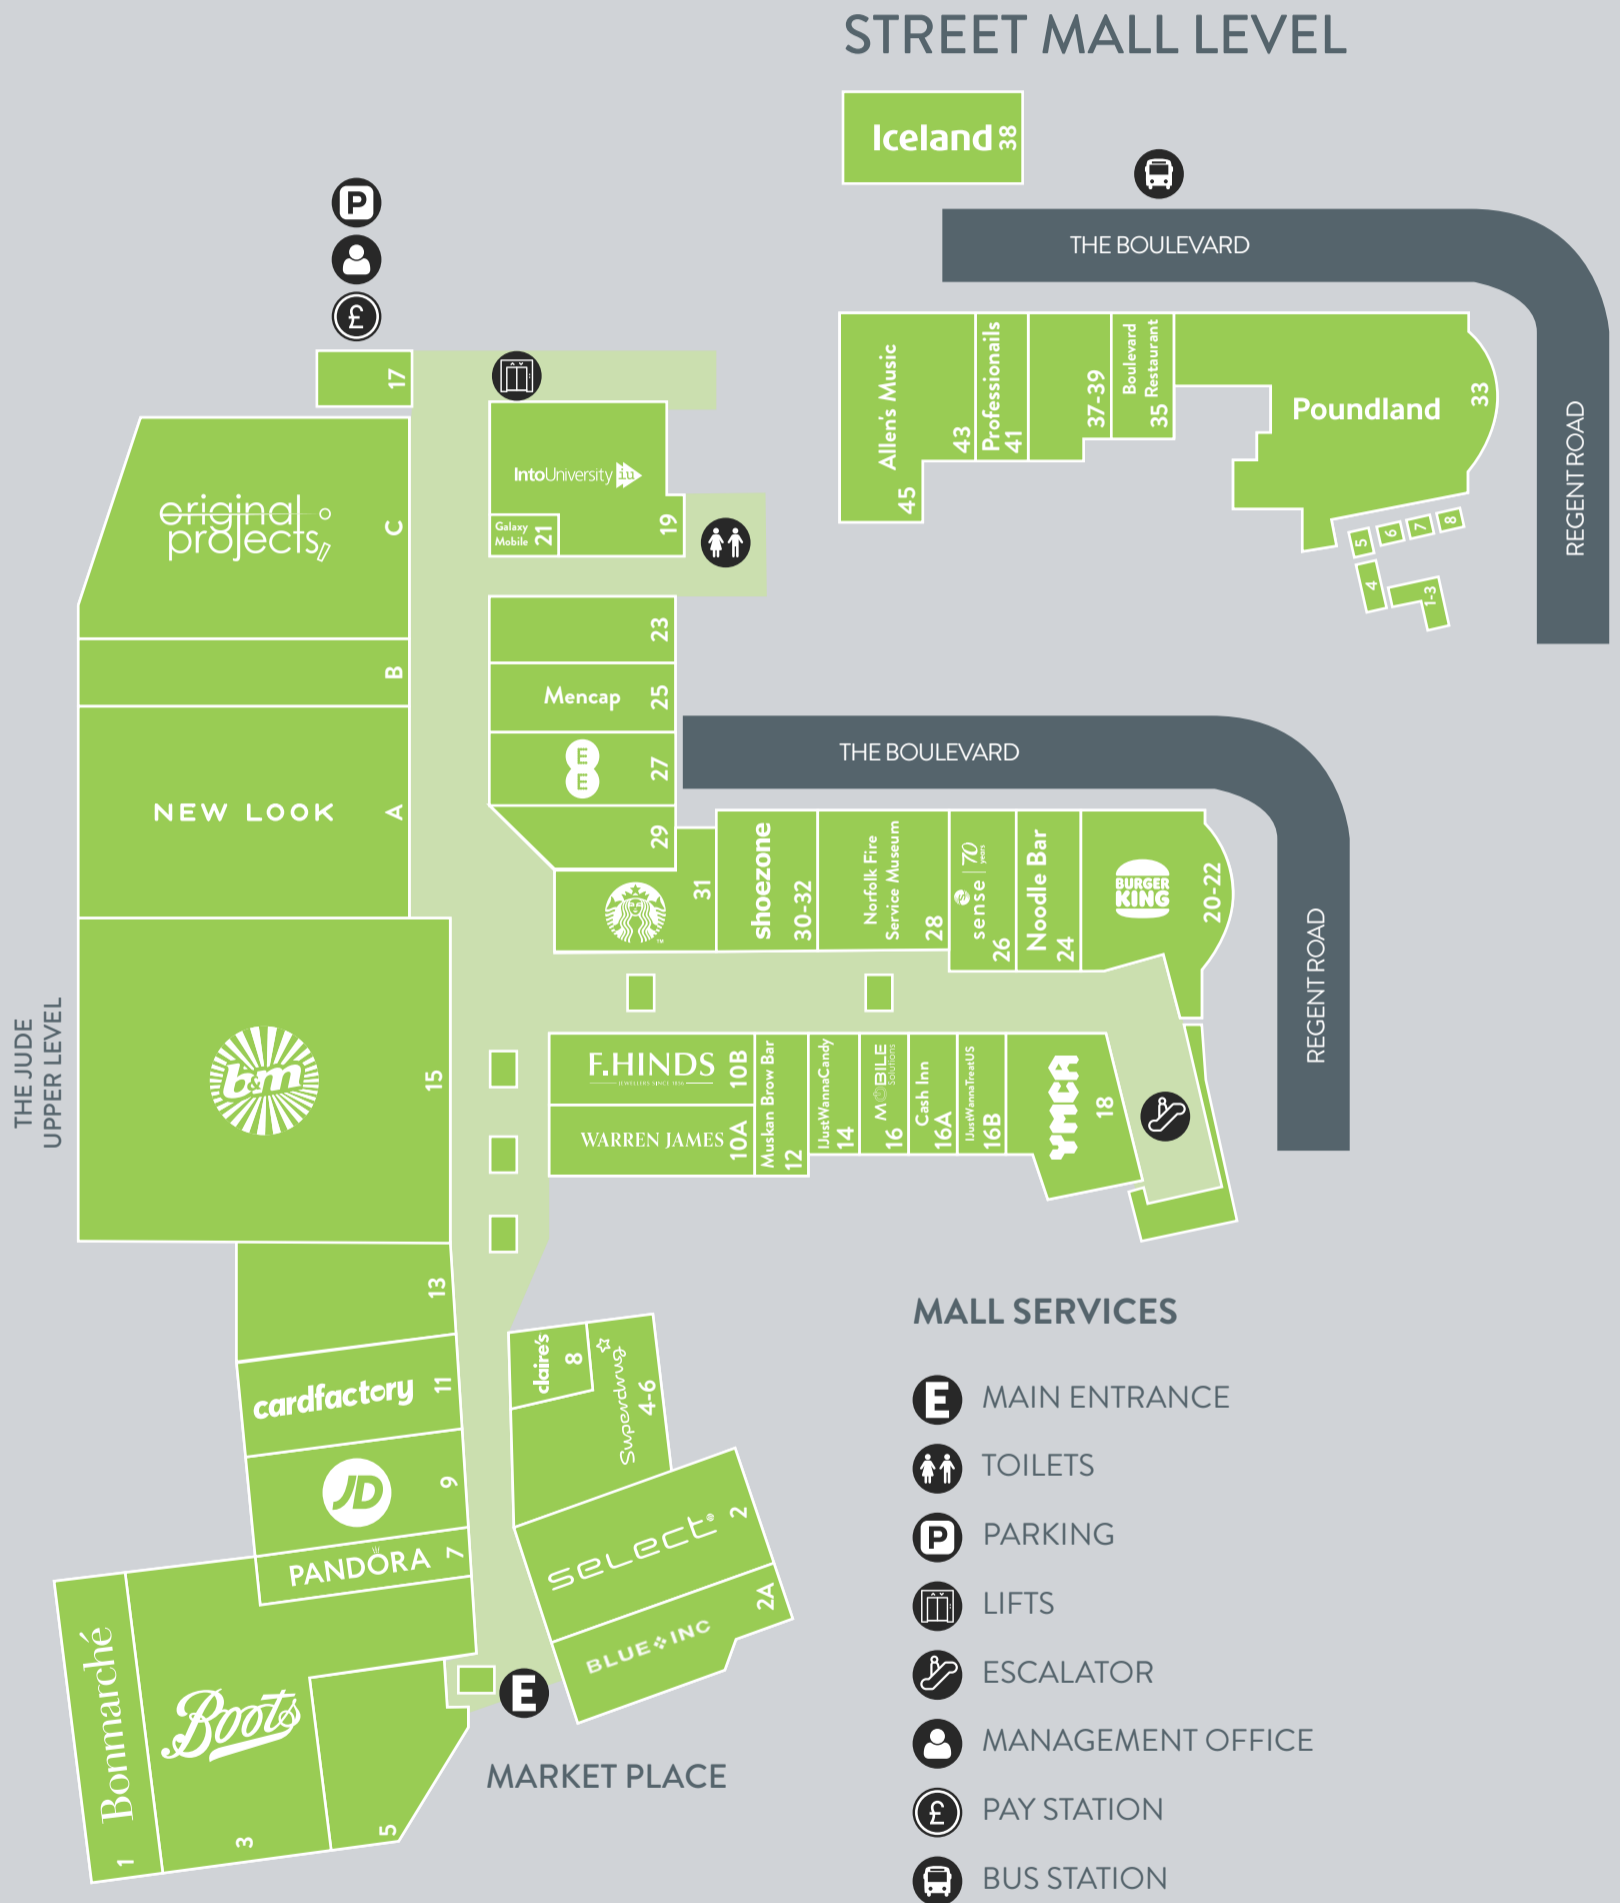 STREET MALL LEVEL
Iceland 38
P
£
THE BOULEVARD
REGENT ROAD
17
original
projects
C
IntoUniversity iu
19
Galaxy
Mobile
21
Allen's Music
45
43
Professionails
41
37-39
Boulevard
Restaurant
35
Poundland
33
5
6
7
8
4
1-3
B
23
Mencap
25
NEW LOOK
A
EE
27
29
THE BOULEVARD
REGENT ROAD
31
shoezone
30-32
Norfolk Fire
Service Museum
28
sense 70
years
26
Noodle Bar
24
BURGER
KING
20-22
THE JUDE
UPPER LEVEL
b&m
15
F.HINDS
JEWELLERS SINCE 1856
10B
WARREN JAMES
10A
Muskan Brow Bar
12
IJustWannaCandy
14
MOBILE
Solutions
16
Cash Inn
16A
IJustWannaTreatUS
16B
YMCA
18
13
cardfactory
11
JD
9
PANDORA
7
claire's
8
Superdrug
4-6
SELECT
2
BLUE INC
2A
Bonmarché
1
Boots
3
5
E
MARKET PLACE
MALL SERVICES
E MAIN ENTRANCE
TOILETS
P PARKING
LIFTS
ESCALATOR
MANAGEMENT OFFICE
£ PAY STATION
BUS STATION